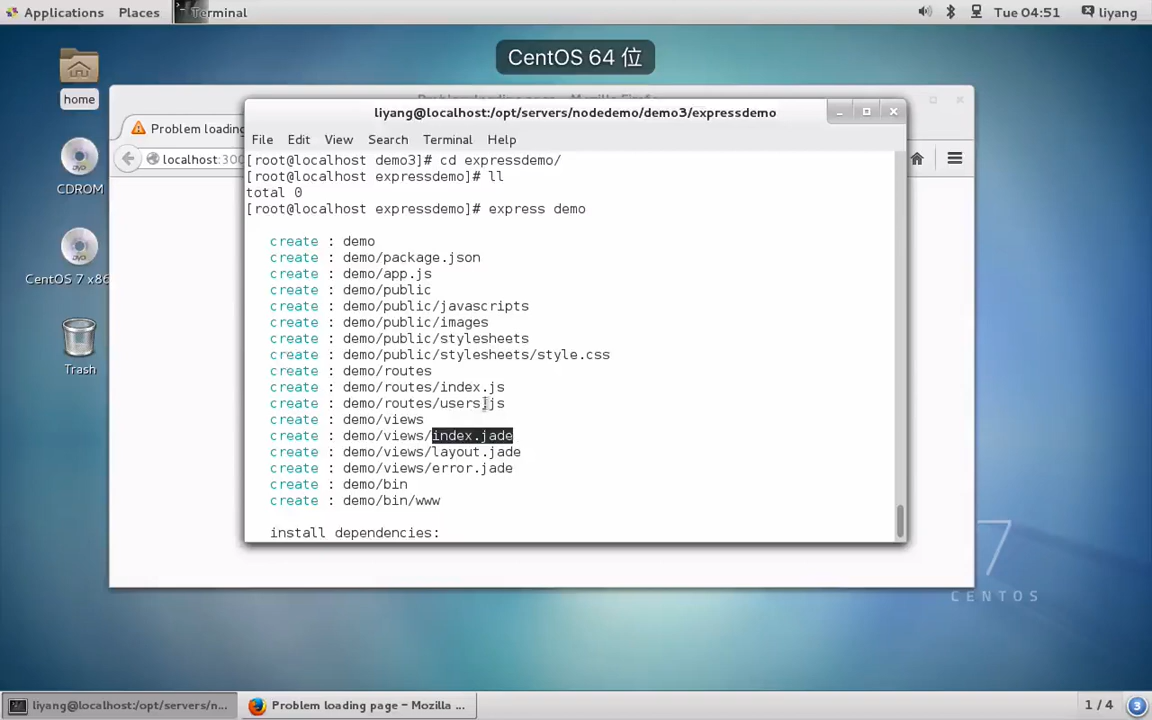 Applications Places Terminal Tue 04:51 liyang
CentOS 64 位
home
CDROM
CentOS 7 x86
Trash
Problem loading
localhost:300
liyang@localhost:/opt/servers/nodedemo/demo3/expressdemo
File Edit View Search Terminal Help
[root@localhost demo3]# cd expressdemo/
[root@localhost expressdemo]# ll
total 0
[root@localhost expressdemo]# express demo
create : demo
create : demo/package.json
create : demo/app.js
create : demo/public
create : demo/public/javascripts
create : demo/public/images
create : demo/public/stylesheets
create : demo/public/stylesheets/style.css
create : demo/routes
create : demo/routes/index.js
create : demo/routes/users.js
create : demo/views
create : demo/views/index.jade
create : demo/views/layout.jade
create : demo/views/error.jade
create : demo/bin
create : demo/bin/www
install dependencies:
7
CENTOS
liyang@localhost:/opt/servers/n... Problem loading page – Mozilla ... 1 / 4 3